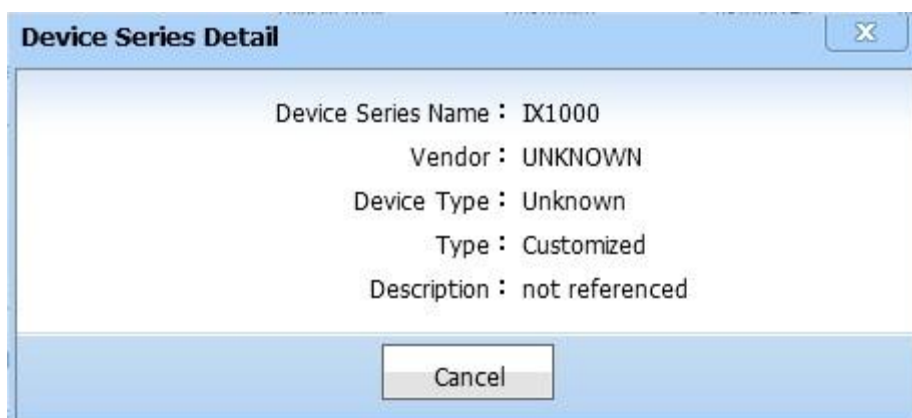 Device Series Detail
Device Series Name: IX1000
Vendor: UNKNOWN
Device Type: Unknown
Type: Customized
Description: not referenced
Cancel